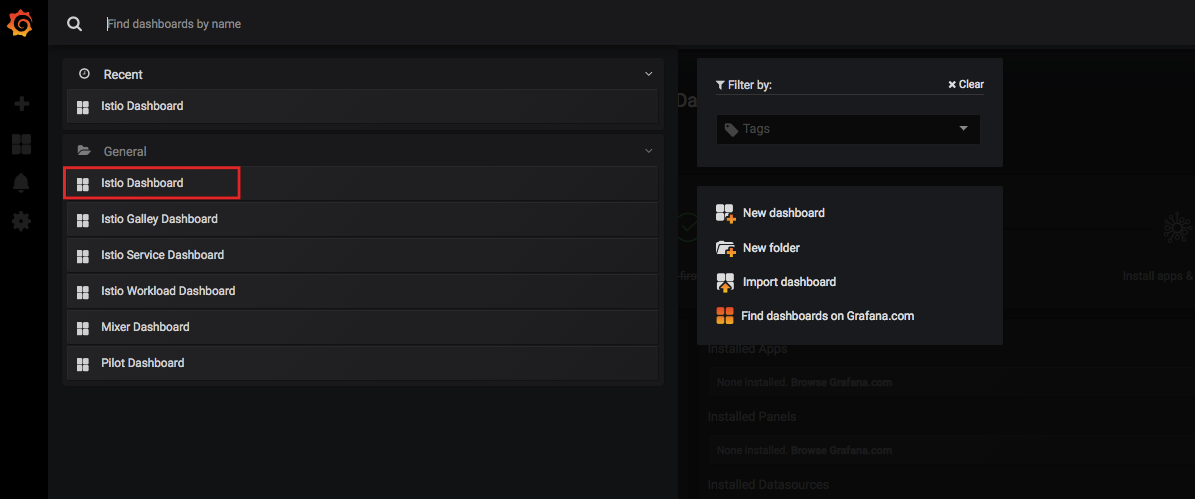 Find dashboards by name
Recent
Istio Dashboard
General
Istio Dashboard
Istio Galley Dashboard
Istio Service Dashboard
Istio Workload Dashboard
Mixer Dashboard
Pilot Dashboard
Da
Filter by:
Clear
Tags
New dashboard
New folder
Import dashboard
Find dashboards on Grafana.com
Install apps &
Installed Apps
None installed. Browse Grafana.com
Installed Panels
None installed. Browse Grafana.com
Installed Datasources